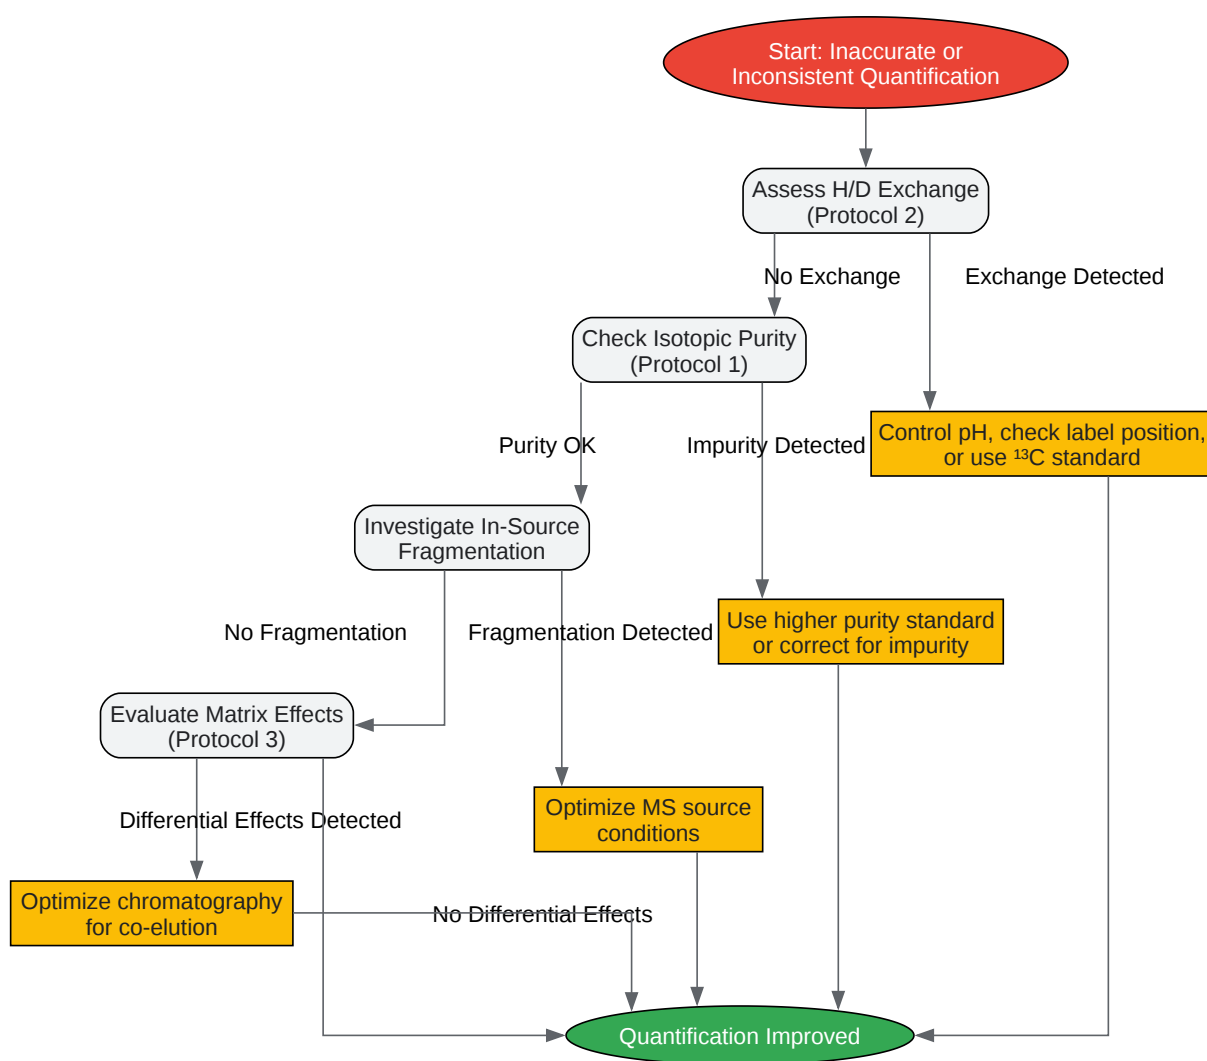 Start: Inaccurate or
Inconsistent Quantification
Assess H/D Exchange
(Protocol 2)
No Exchange
Exchange Detected
Check Isotopic Purity
(Protocol 1)
Control pH, check label position,
or use ¹³C standard
Purity OK
Impurity Detected
Investigate In-Source
Fragmentation
Use higher purity standard
or correct for impurity
No Fragmentation
Fragmentation Detected
Evaluate Matrix Effects
(Protocol 3)
Optimize MS source
conditions
Differential Effects Detected
Optimize chromatography
for co-elution
No Differential Effects
Quantification Improved